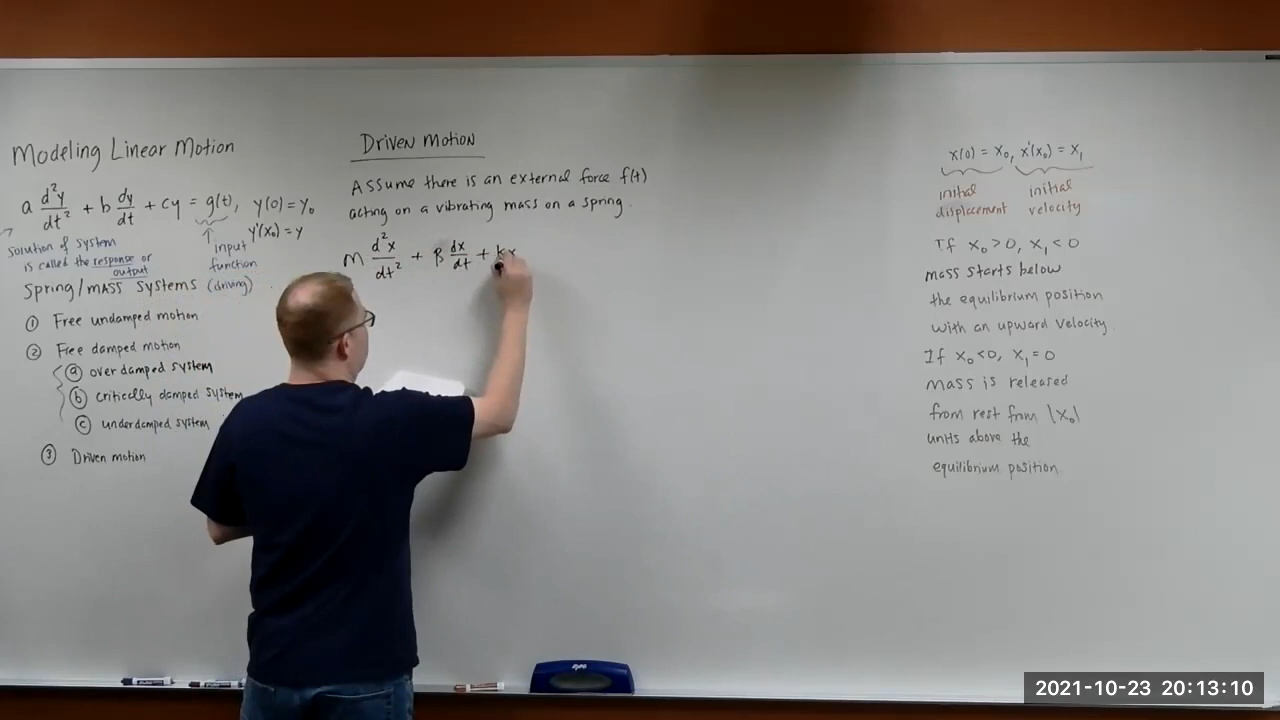 Modeling Linear Motion
a d²y/dt² + b dy/dt + cy = g(t), y(0) = y₀
y'(x₀) = y
solution of system
is called the response or
output
input
function
(driving)
Spring/mass systems
① Free undamped motion
② Free damped motion
ⓐ overdamped system
ⓑ critically damped system
ⓒ underdamped system
③ Driven motion
Driven Motion
Assume there is an external force f(t)
acting on a vibrating mass on a spring.
m d²x/dt² + β dx/dt + kx
x(0) = x₀, x'(x₀) = x₁
initial
displacement
initial
velocity
If x₀ > 0, x₁ < 0
mass starts below
the equilibrium position
with an upward velocity.
If x₀ < 0, x₁ = 0
mass is released
from rest from |x₀|
units above the
equilibrium position.
expo
2021-10-23 20:13:10